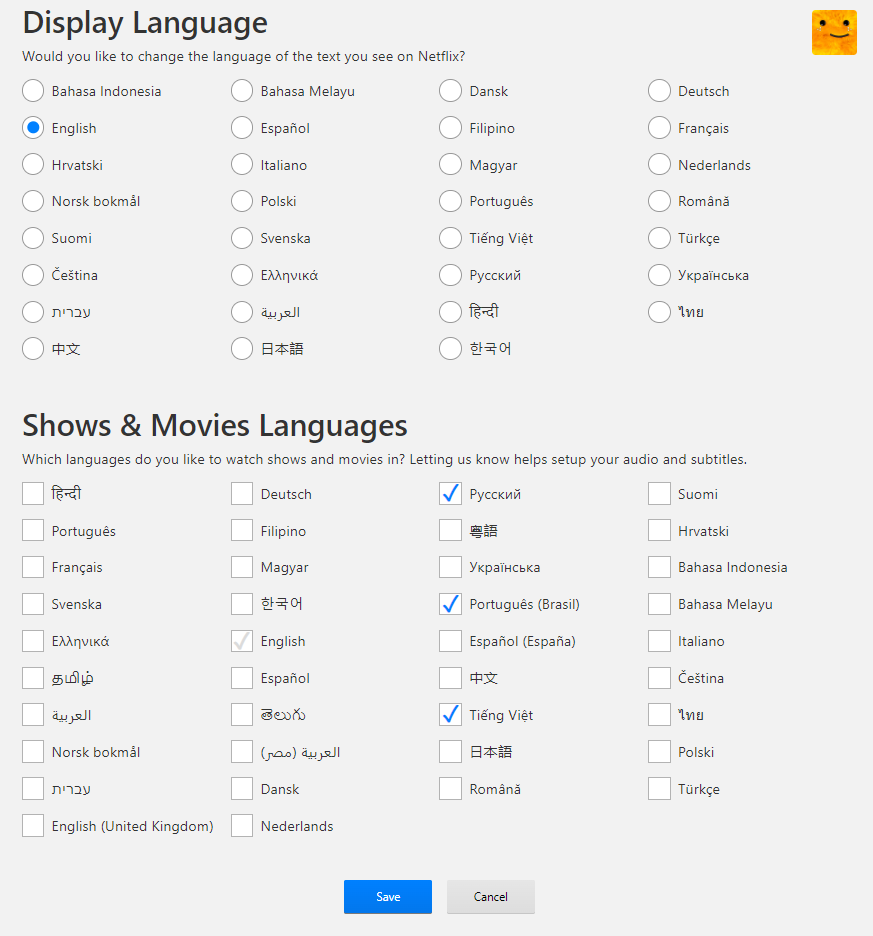 Display Language
Would you like to change the language of the text you see on Netflix?
Bahasa Indonesia Bahasa Melayu Dansk Deutsch
English Español Filipino Français
Hrvatski Italiano Magyar Nederlands
Norsk bokmål Polski Português Română
Suomi Svenska Tiếng Việt Türkçe
Čeština Ελληνικά Русский Українська
עברית العربية हिन्दी ไทย
中文 日本語 한국어
Shows & Movies Languages
Which languages do you like to watch shows and movies in? Letting us know helps setup your audio and subtitles.
हिन्दी Deutsch Русский Suomi
Português Filipino 粵語 Hrvatski
Français Magyar Українська Bahasa Indonesia
Svenska 한국어 Português (Brasil) Bahasa Melayu
Ελληνικά English Español (España) Italiano
தமிழ் Español 中文 Čeština
العربية తెలుగు Tiếng Việt ไทย
Norsk bokmål العربية (مصر) 日本語 Polski
עברית Dansk Română Türkçe
English (United Kingdom) Nederlands
Save Cancel